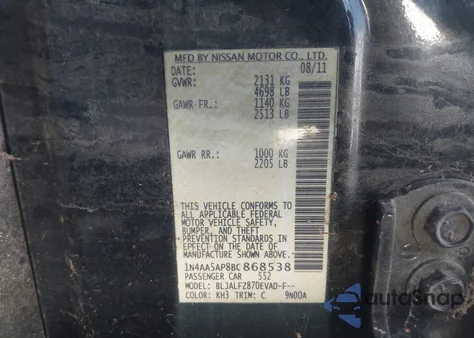 MFD BY NISSAN MOTOR CO., LTD.
DATE: 08/11
GVWR: 2131 KG
4698 LB
GAWR FR.: 1140 KG
2513 LB
GAWR RR.: 1000 KG
2205 LB
THIS VEHICLE CONFORMS TO
ALL APPLICABLE FEDERAL
MOTOR VEHICLE SAFETY,
BUMPER, AND THEFT
PREVENTION STANDARDS
IN EFFECT ON THE DATE OF
MANUFACTURE SHOWN ABOVE.
1N4AA5AP8BC868538
PASSENGER CAR 552
MODEL: BLJALFZ870EVAD-F--
COLOR: KH3 TRIM: C 9N00A
autoSnap